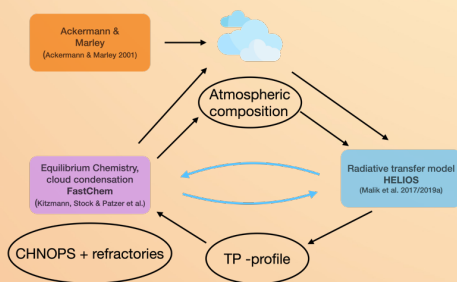 Ackermann &
Marley
(Ackermann & Marley 2001)
Atmospheric
composition
Equilibrium Chemistry,
cloud condensation
FastChem
(Kitzmann, Stock & Patzer et al.)
Radiative transfer model
HELIOS
(Malik et al. 2017/2019a)
CHNOPS + refractories
TP -profile